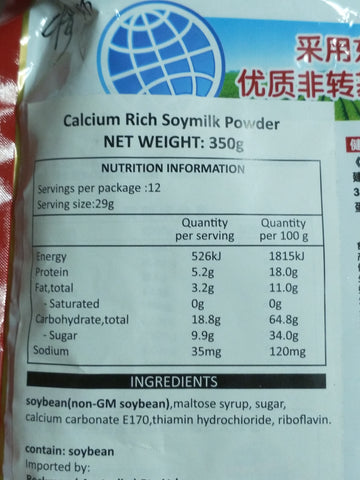 采用
优质非转
Calcium Rich Soymilk Powder
NET WEIGHT: 350g
NUTRITION INFORMATION
Servings per package :12
Serving size:29g
Quantity per serving Quantity per 100 g
Energy 526kJ 1815kJ
Protein 5.2g 18.0g
Fat,total 3.2g 11.0g
- Saturated 0g 0g
Carbohydrate,total 18.8g 64.8g
- Sugar 9.9g 34.0g
Sodium 35mg 120mg
INGREDIENTS
soybean(non-GM soybean),maltose syrup, sugar,
calcium carbonate E170,thiamin hydrochloride, riboflavin.
contain: soybean
Imported by: